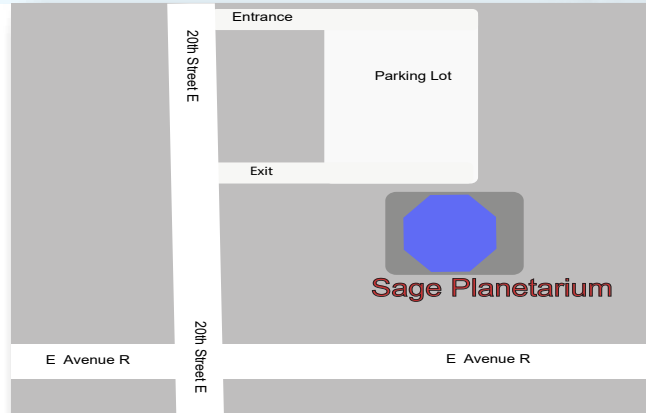 Entrance
20th Street E
Parking Lot
Exit
Sage Planetarium
20th Street E
E Avenue R
E Avenue R